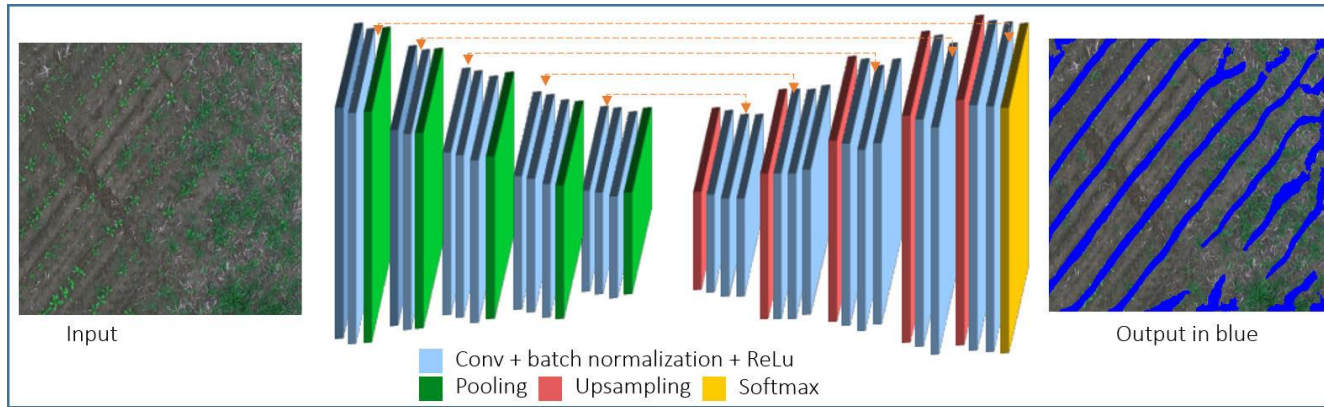 Input
Output in blue
Conv + batch normalization + ReLu
Pooling Upsampling Softmax